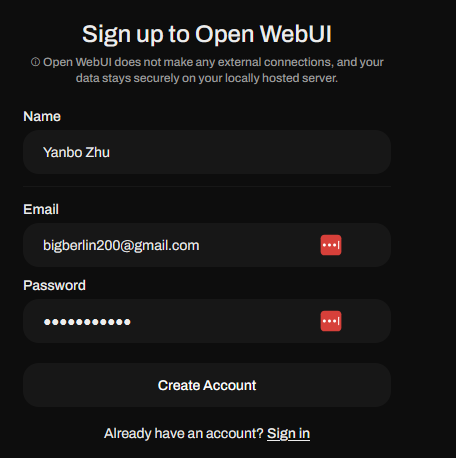 Sign up to Open WebUI
ⓘ Open WebUI does not make any external connections, and your
data stays securely on your locally hosted server.
Name
Yanbo Zhu
Email
bigberlin200@gmail.com
Password
●●●●●●●●●●●
Create Account
Already have an account? Sign in